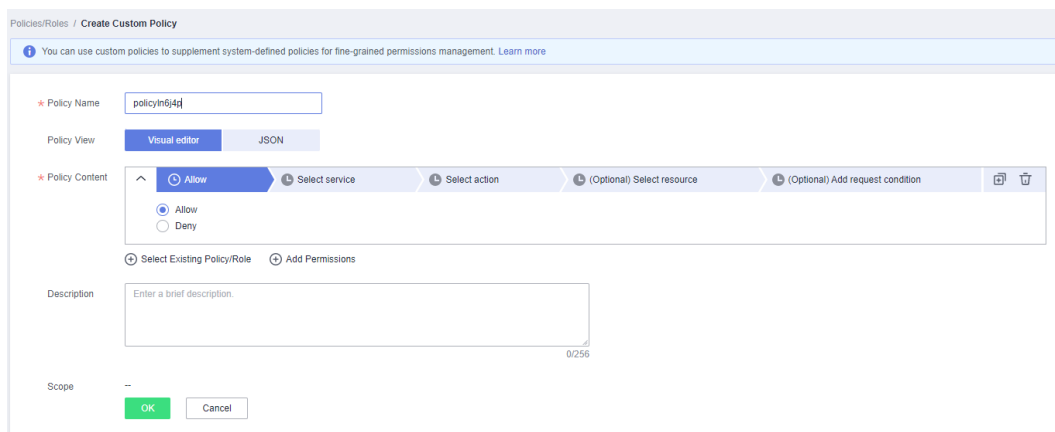 Policies/Roles / Create Custom Policy
You can use custom policies to supplement system-defined policies for fine-grained permissions management. Learn more
* Policy Name policyln6j4p
Policy View Visual editor JSON
* Policy Content Allow Select service Select action (Optional) Select resource (Optional) Add request condition
Allow
Deny
Select Existing Policy/Role Add Permissions
Description Enter a brief description.
0/256
Scope --
OK Cancel